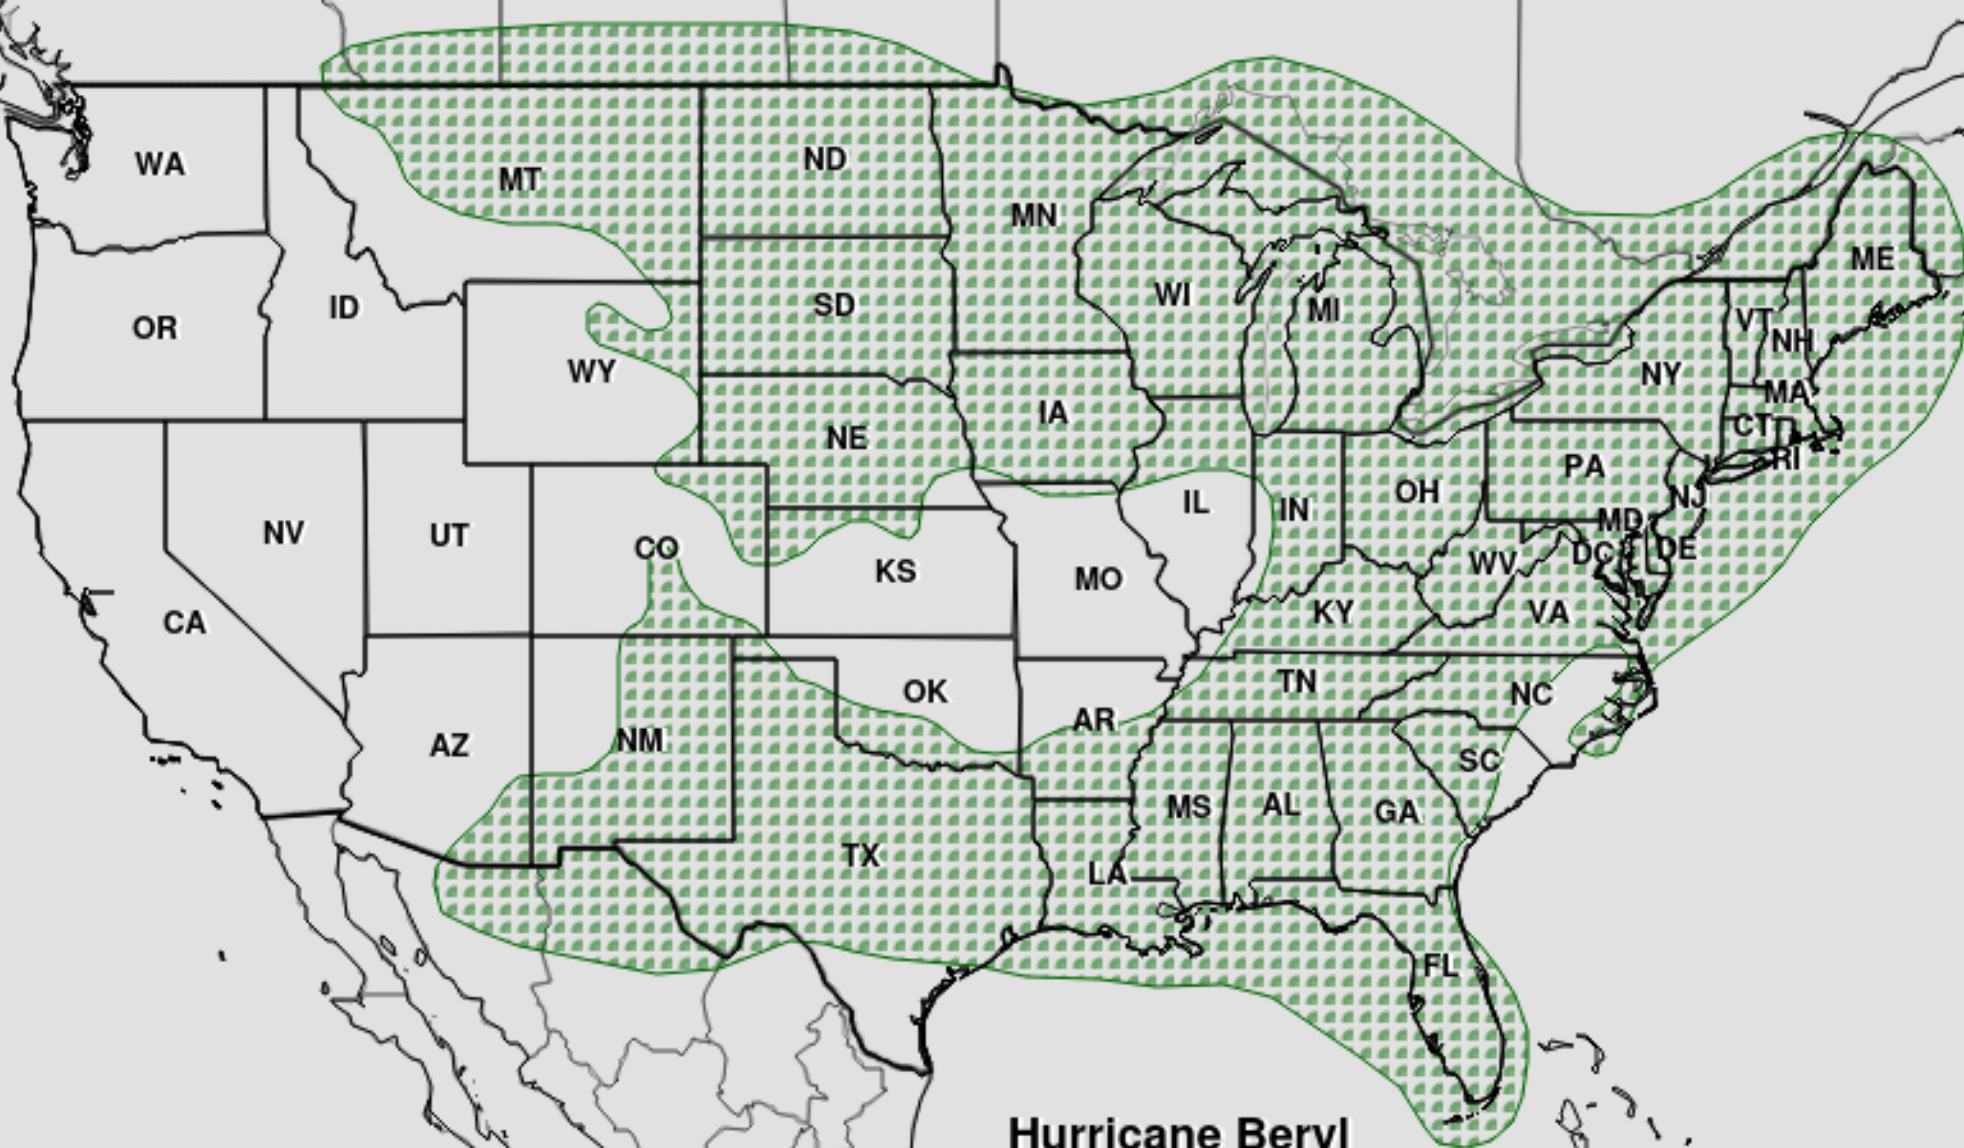 WA
MT
ND
MN
ME
OR
ID
SD
WI
MI
VT
NH
WY
NY
MA
NE
IA
CT
RI
PA
NV
UT
CO
KS
MO
IL
IN
OH
NJ
MD
DC
DE
WV
CA
KY
VA
AZ
NM
OK
AR
TN
NC
SC
TX
LA
MS
AL
GA
FL
Hurricane Beryl